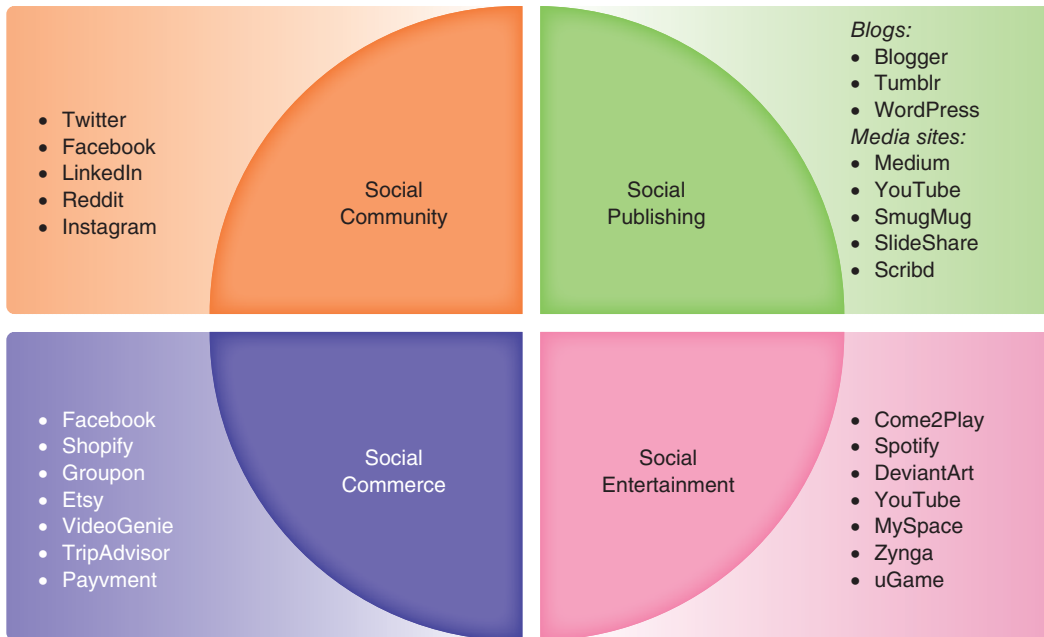 • Twitter
• Facebook
• LinkedIn
• Reddit
• Instagram
Social
Community
Social
Publishing
Blogs:
• Blogger
• Tumblr
• WordPress
Media sites:
• Medium
• YouTube
• SmugMug
• SlideShare
• Scribd
• Facebook
• Shopify
• Groupon
• Etsy
• VideoGenie
• TripAdvisor
• Payvment
Social
Commerce
Social
Entertainment
• Come2Play
• Spotify
• DeviantArt
• YouTube
• MySpace
• Zynga
• uGame